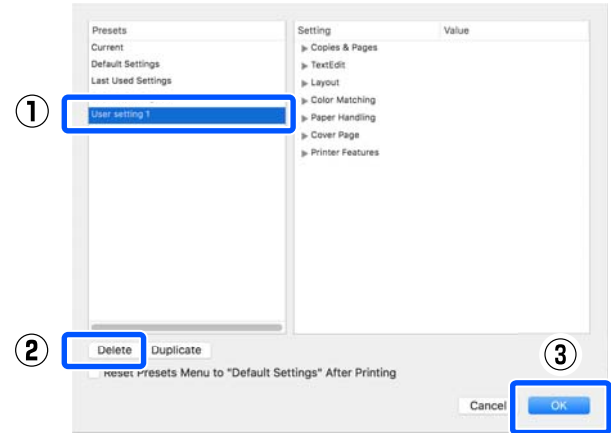 Presets
Setting Value
Current
Default Settings
Last Used Settings
User setting 1
Copies & Pages
TextEdit
Layout
Color Matching
Paper Handling
Cover Page
Printer Features
①
②
Delete Duplicate
③
Reset Presets Menu to "Default Settings" After Printing
Cancel OK